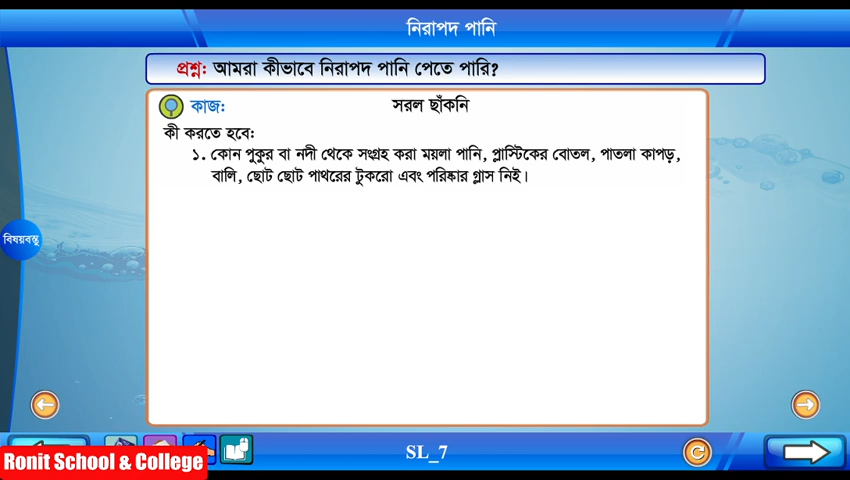 নিরাপদ পানি
প্রশ্ন: আমরা কীভাবে নিরাপদ পানি পেতে পারি?
কাজ: সরল ছাঁকনি
কী করতে হবে:
১. কোন পুকুর বা নদী থেকে সংগ্রহ করা ময়লা পানি, প্লাস্টিকের বোতল, পাতলা কাপড়,
বালি, ছোট ছোট পাথরের টুকরো এবং পরিষ্কার গ্লাস নিই।
বিষয়বস্তু
SL_7
Ronit School & College